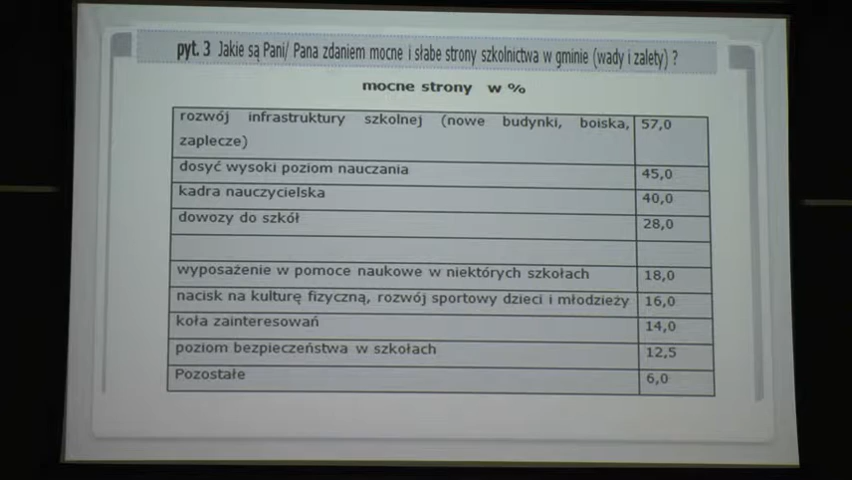 pyt. 3 Jakie są Pani/ Pana zdaniem mocne i słabe strony szkolnictwa w gminie (wady i zalety) ?
mocne strony w %
rozwój infrastruktury szkolnej (nowe budynki, boiska, 57,0
zaplecze)
dosyć wysoki poziom nauczania 45,0
kadra nauczycielska 40,0
dowozy do szkół 28,0
wyposażenie w pomoce naukowe w niektórych szkołach 18,0
nacisk na kulturę fizyczną, rozwój sportowy dzieci i młodzieży 16,0
koła zainteresowań 14,0
poziom bezpieczeństwa w szkołach 12,5
Pozostałe 6,0